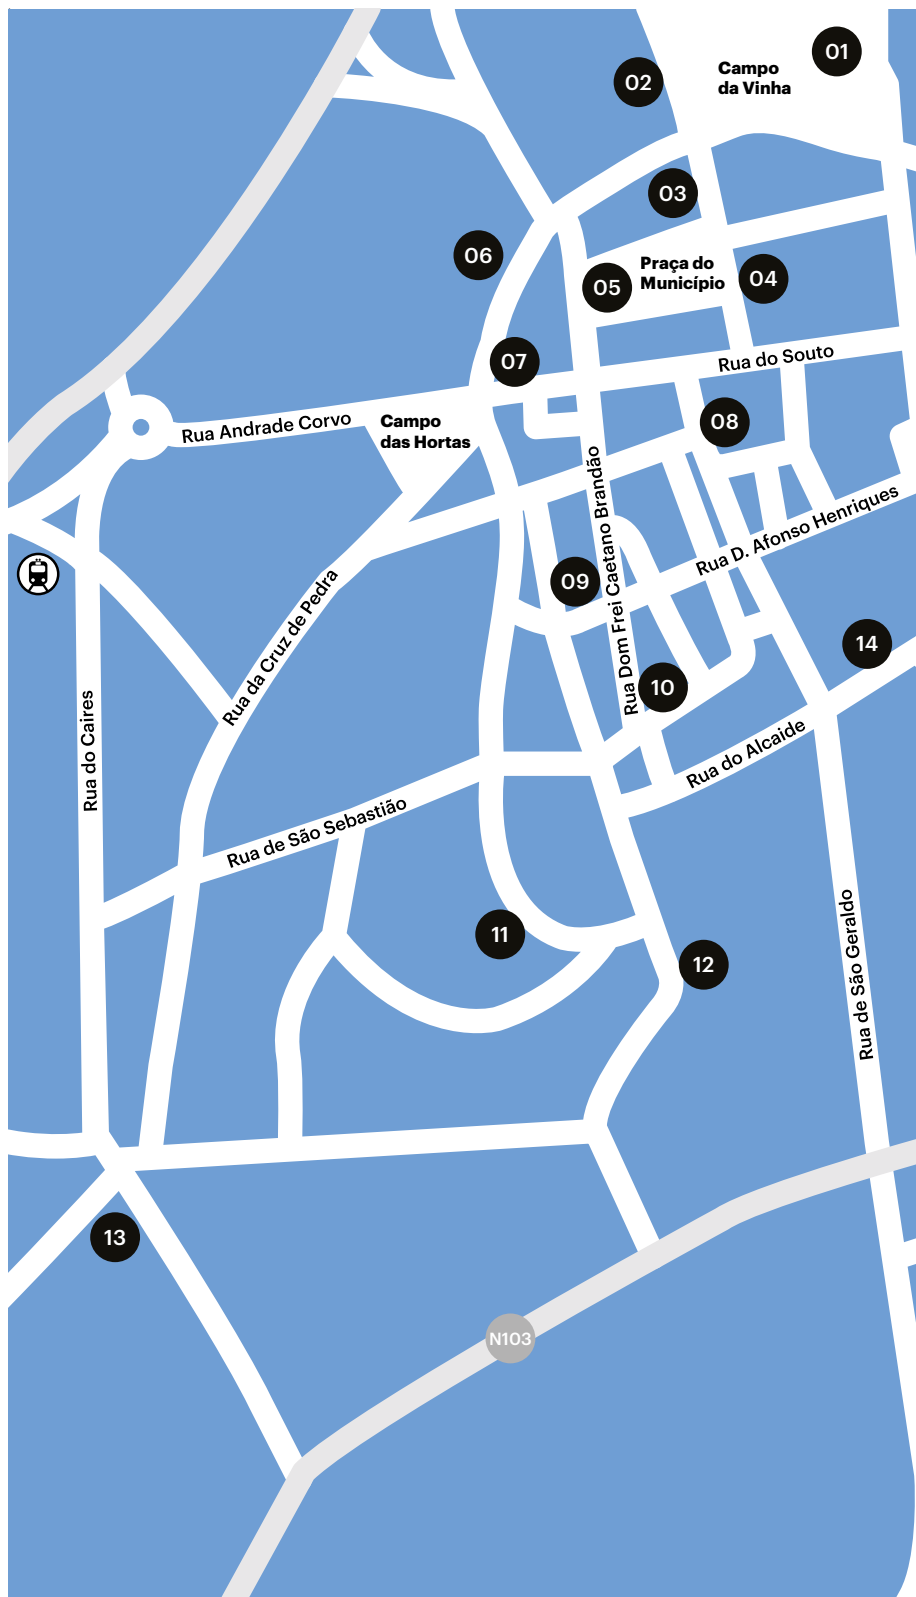 01
02
Campo
da Vinha
03
06
Praça do
Município
04
05
07
Rua do Souto
Rua Andrade Corvo
Campo
das Hortas
08
Rua Dom Frei Caetano Brandão
Rua D. Afonso Henriques
09
Rua da Cruz de Pedra
14
10
Rua do Caires
Rua do Alcaide
Rua de São Sebastião
11
12
Rua de São Geraldo
13
N103